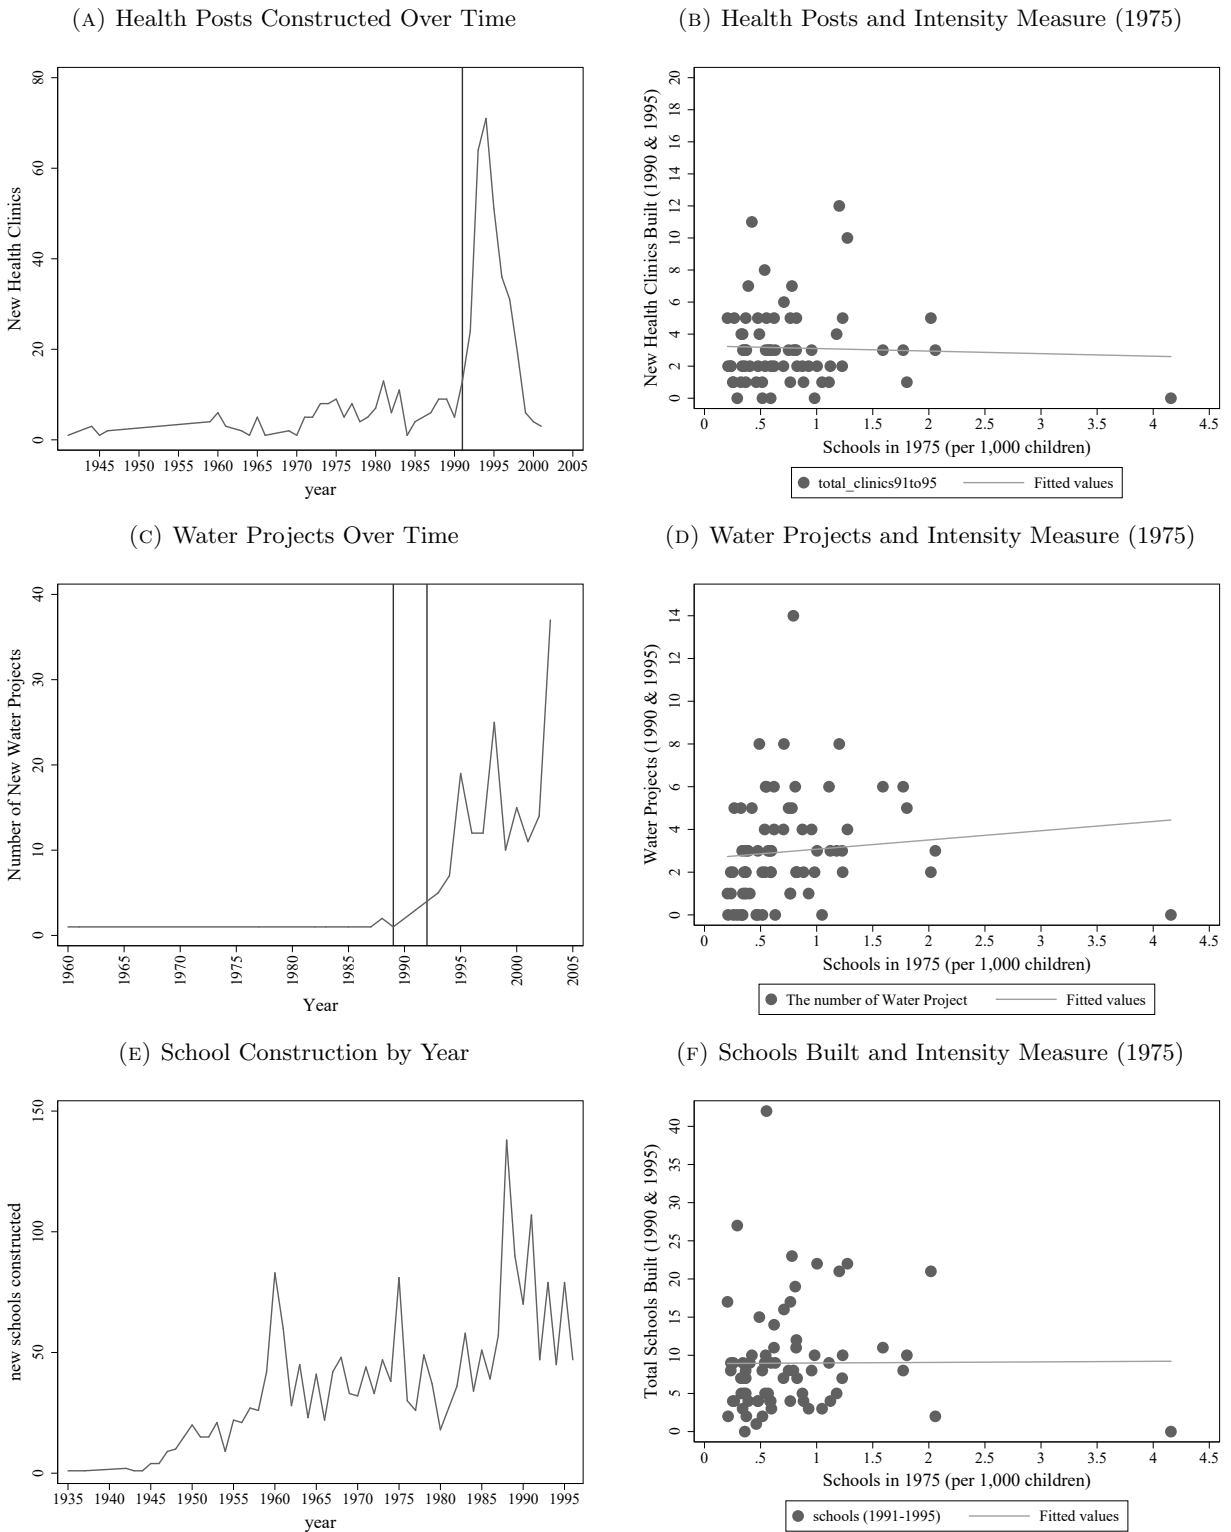 (A) Health Posts Constructed Over Time
New Health Clinics
80
60
40
20
0
1945 1950 1955 1960 1965 1970 1975 1980 1985 1990 1995 2000 2005
year
(B) Health Posts and Intensity Measure (1975)
New Health Clinics Built (1990 & 1995)
20
18
16
14
12
10
8
6
4
2
0
0 .5 1 1.5 2 2.5 3 3.5 4 4.5
Schools in 1975 (per 1,000 children)
total_clinics91to95 Fitted values
(C) Water Projects Over Time
Number of New Water Projects
40
30
20
10
0
1960 1965 1970 1975 1980 1985 1990 1995 2000 2005
Year
(D) Water Projects and Intensity Measure (1975)
Water Projects (1990 & 1995)
14
12
10
8
6
4
2
0
0 .5 1 1.5 2 2.5 3 3.5 4 4.5
Schools in 1975 (per 1,000 children)
The number of Water Project Fitted values
(E) School Construction by Year
new schools constructed
150
100
50
0
1935 1940 1945 1950 1955 1960 1965 1970 1975 1980 1985 1990 1995
year
(F) Schools Built and Intensity Measure (1975)
Total Schools Built (1990 & 1995)
40
35
30
25
20
15
10
5
0
0 .5 1 1.5 2 2.5 3 3.5 4 4.5
Schools in 1975 (per 1,000 children)
schools (1991-1995) Fitted values